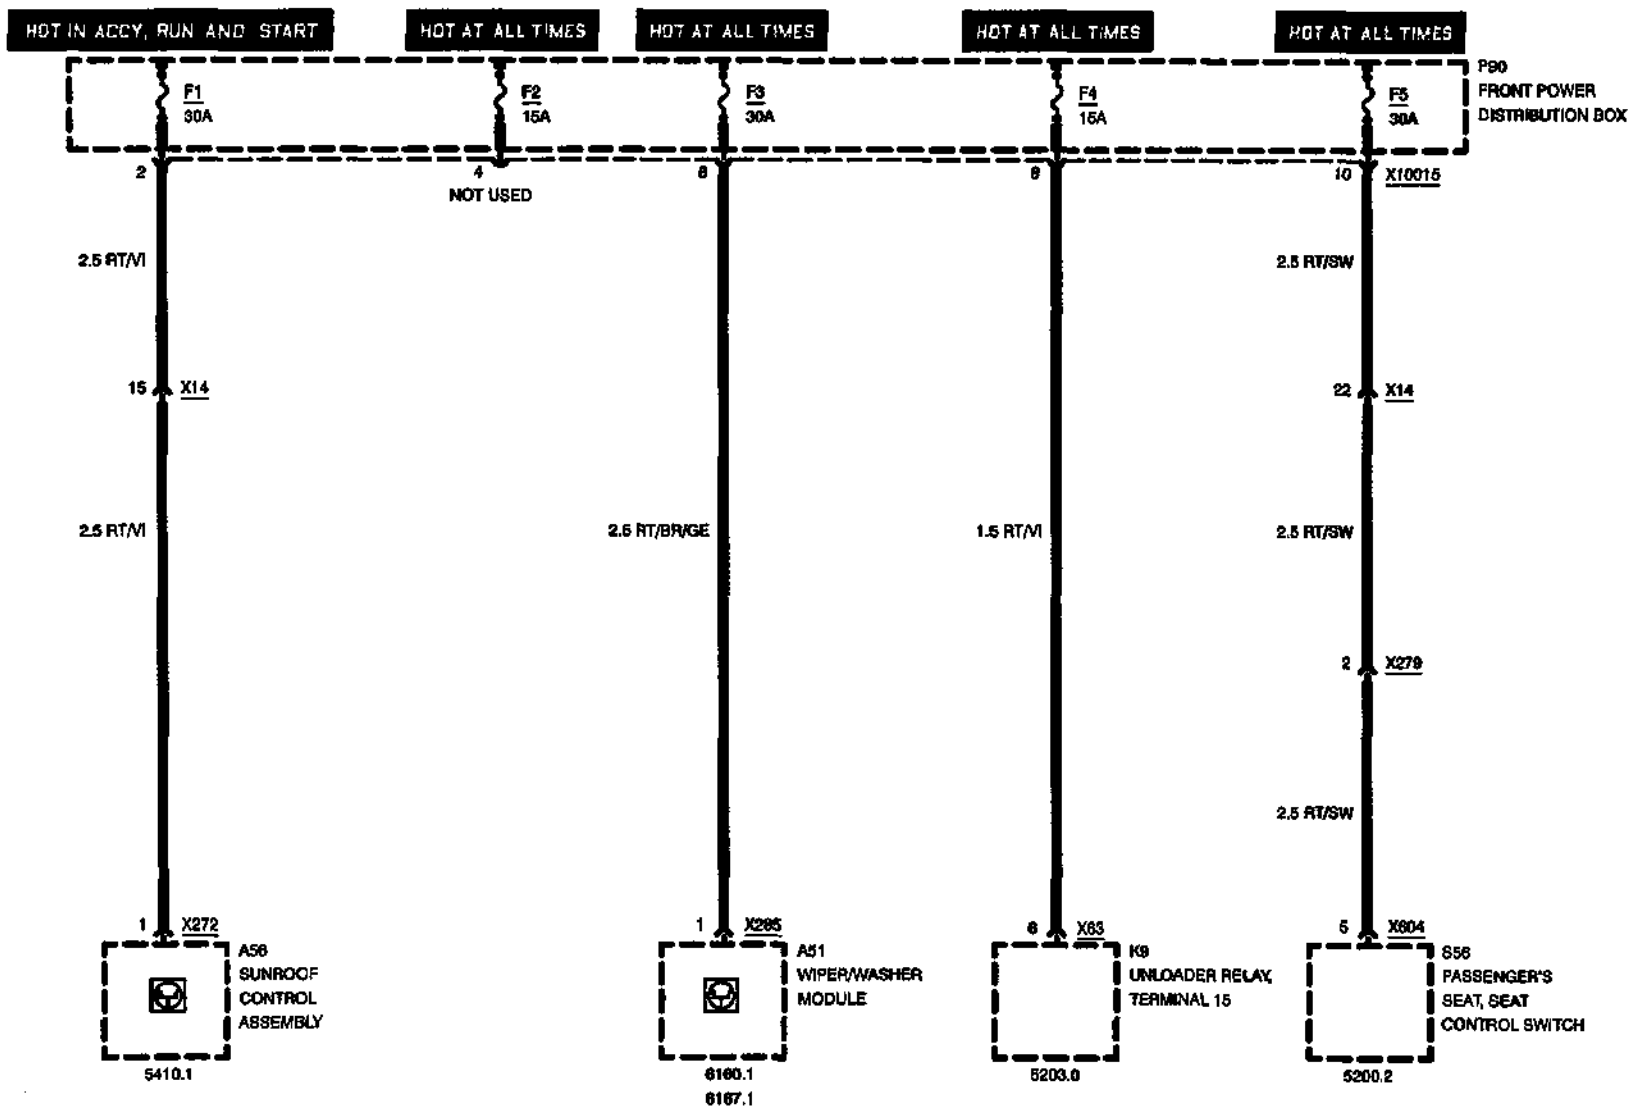 HOT IN ACCY, RUN AND START
HOT AT ALL TIMES
HOT AT ALL TIMES
HOT AT ALL TIMES
HOT AT ALL TIMES
P90
FRONT POWER
DISTRIBUTION BOX
F1
30A
F2
15A
F3
30A
F4
15A
F5
30A
2
4
NOT USED
10
X10015
2.5 RT/VI
2.5 RT/SW
15
X14
22
X14
2.5 RT/VI
2.5 RT/BR/GE
1.5 RT/VI
2.5 RT/SW
2
X279
2.5 RT/SW
1
X272
1
X285
6
X63
5
X604
A56
SUNROOF
CONTROL
ASSEMBLY
A51
WIPER/WASHER
MODULE
K9
UNLOADER RELAY,
TERMINAL 15
S56
PASSENGER'S
SEAT, SEAT
CONTROL SWITCH
5410.1
6160.1
6167.1
5203.0
5200.2